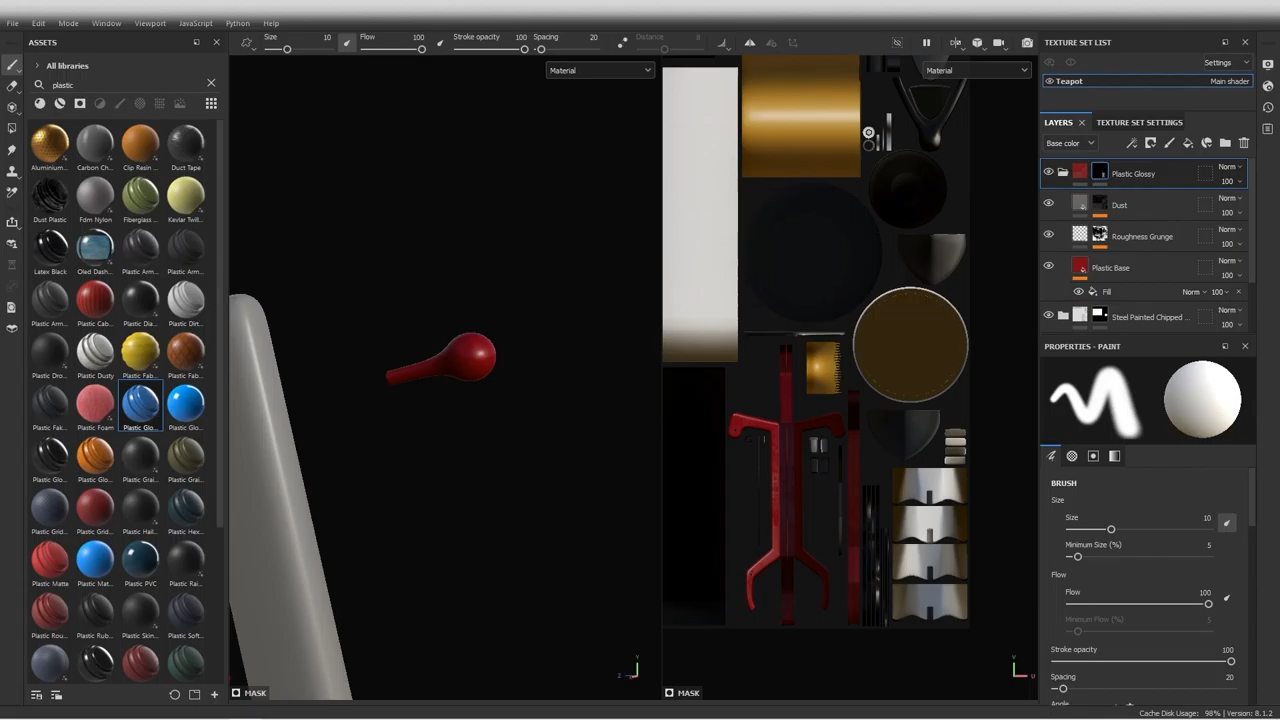 File Edit Mode Window Viewport JavaScript Python Help
ASSETS
Size 10 Flow 100 Stroke opacity 100 Spacing 20 Distance 8
TEXTURE SET LIST
All libraries
plastic
Material
Material
Settings
Teapot Main shader
LAYERS TEXTURE SET SETTINGS
Base color
Plastic Glossy Norm 100
Dust Norm 100
Roughness Grunge Norm 100
Plastic Base Norm 100
Fill Norm 100
Steel Painted Chipped ... Norm 100
Aluminium... Carbon Ch... Clip Resin ... Duct Tape
Dust Plastic Fdm Nylon Fiberglass ... Kevlar Twill...
Latex Black Oled Dash... Plastic Arm... Plastic Arm...
Plastic Arm... Plastic Cab... Plastic Dia... Plastic Dirt...
Plastic Dro... Plastic Dusty Plastic Fab... Plastic Fab...
Plastic Fak... Plastic Foam Plastic Glo... Plastic Glo...
Plastic Glo... Plastic Glo... Plastic Grai... Plastic Grai...
Plastic Grid... Plastic Grid... Plastic Hail... Plastic Hex...
Plastic Matte Plastic Mat... Plastic PVC Plastic Rai...
Plastic Rou... Plastic Rub... Plastic Skin... Plastic Soft...
PROPERTIES - PAINT
BRUSH
Size
Size 10
Minimum Size (%) 5
Flow
Flow 100
Minimum Flow (%) 5
Stroke opacity 100
Spacing 20
Y
Z
V
U
MASK
MASK
Cache Disk Usage: 98% | Version: 8.1.2